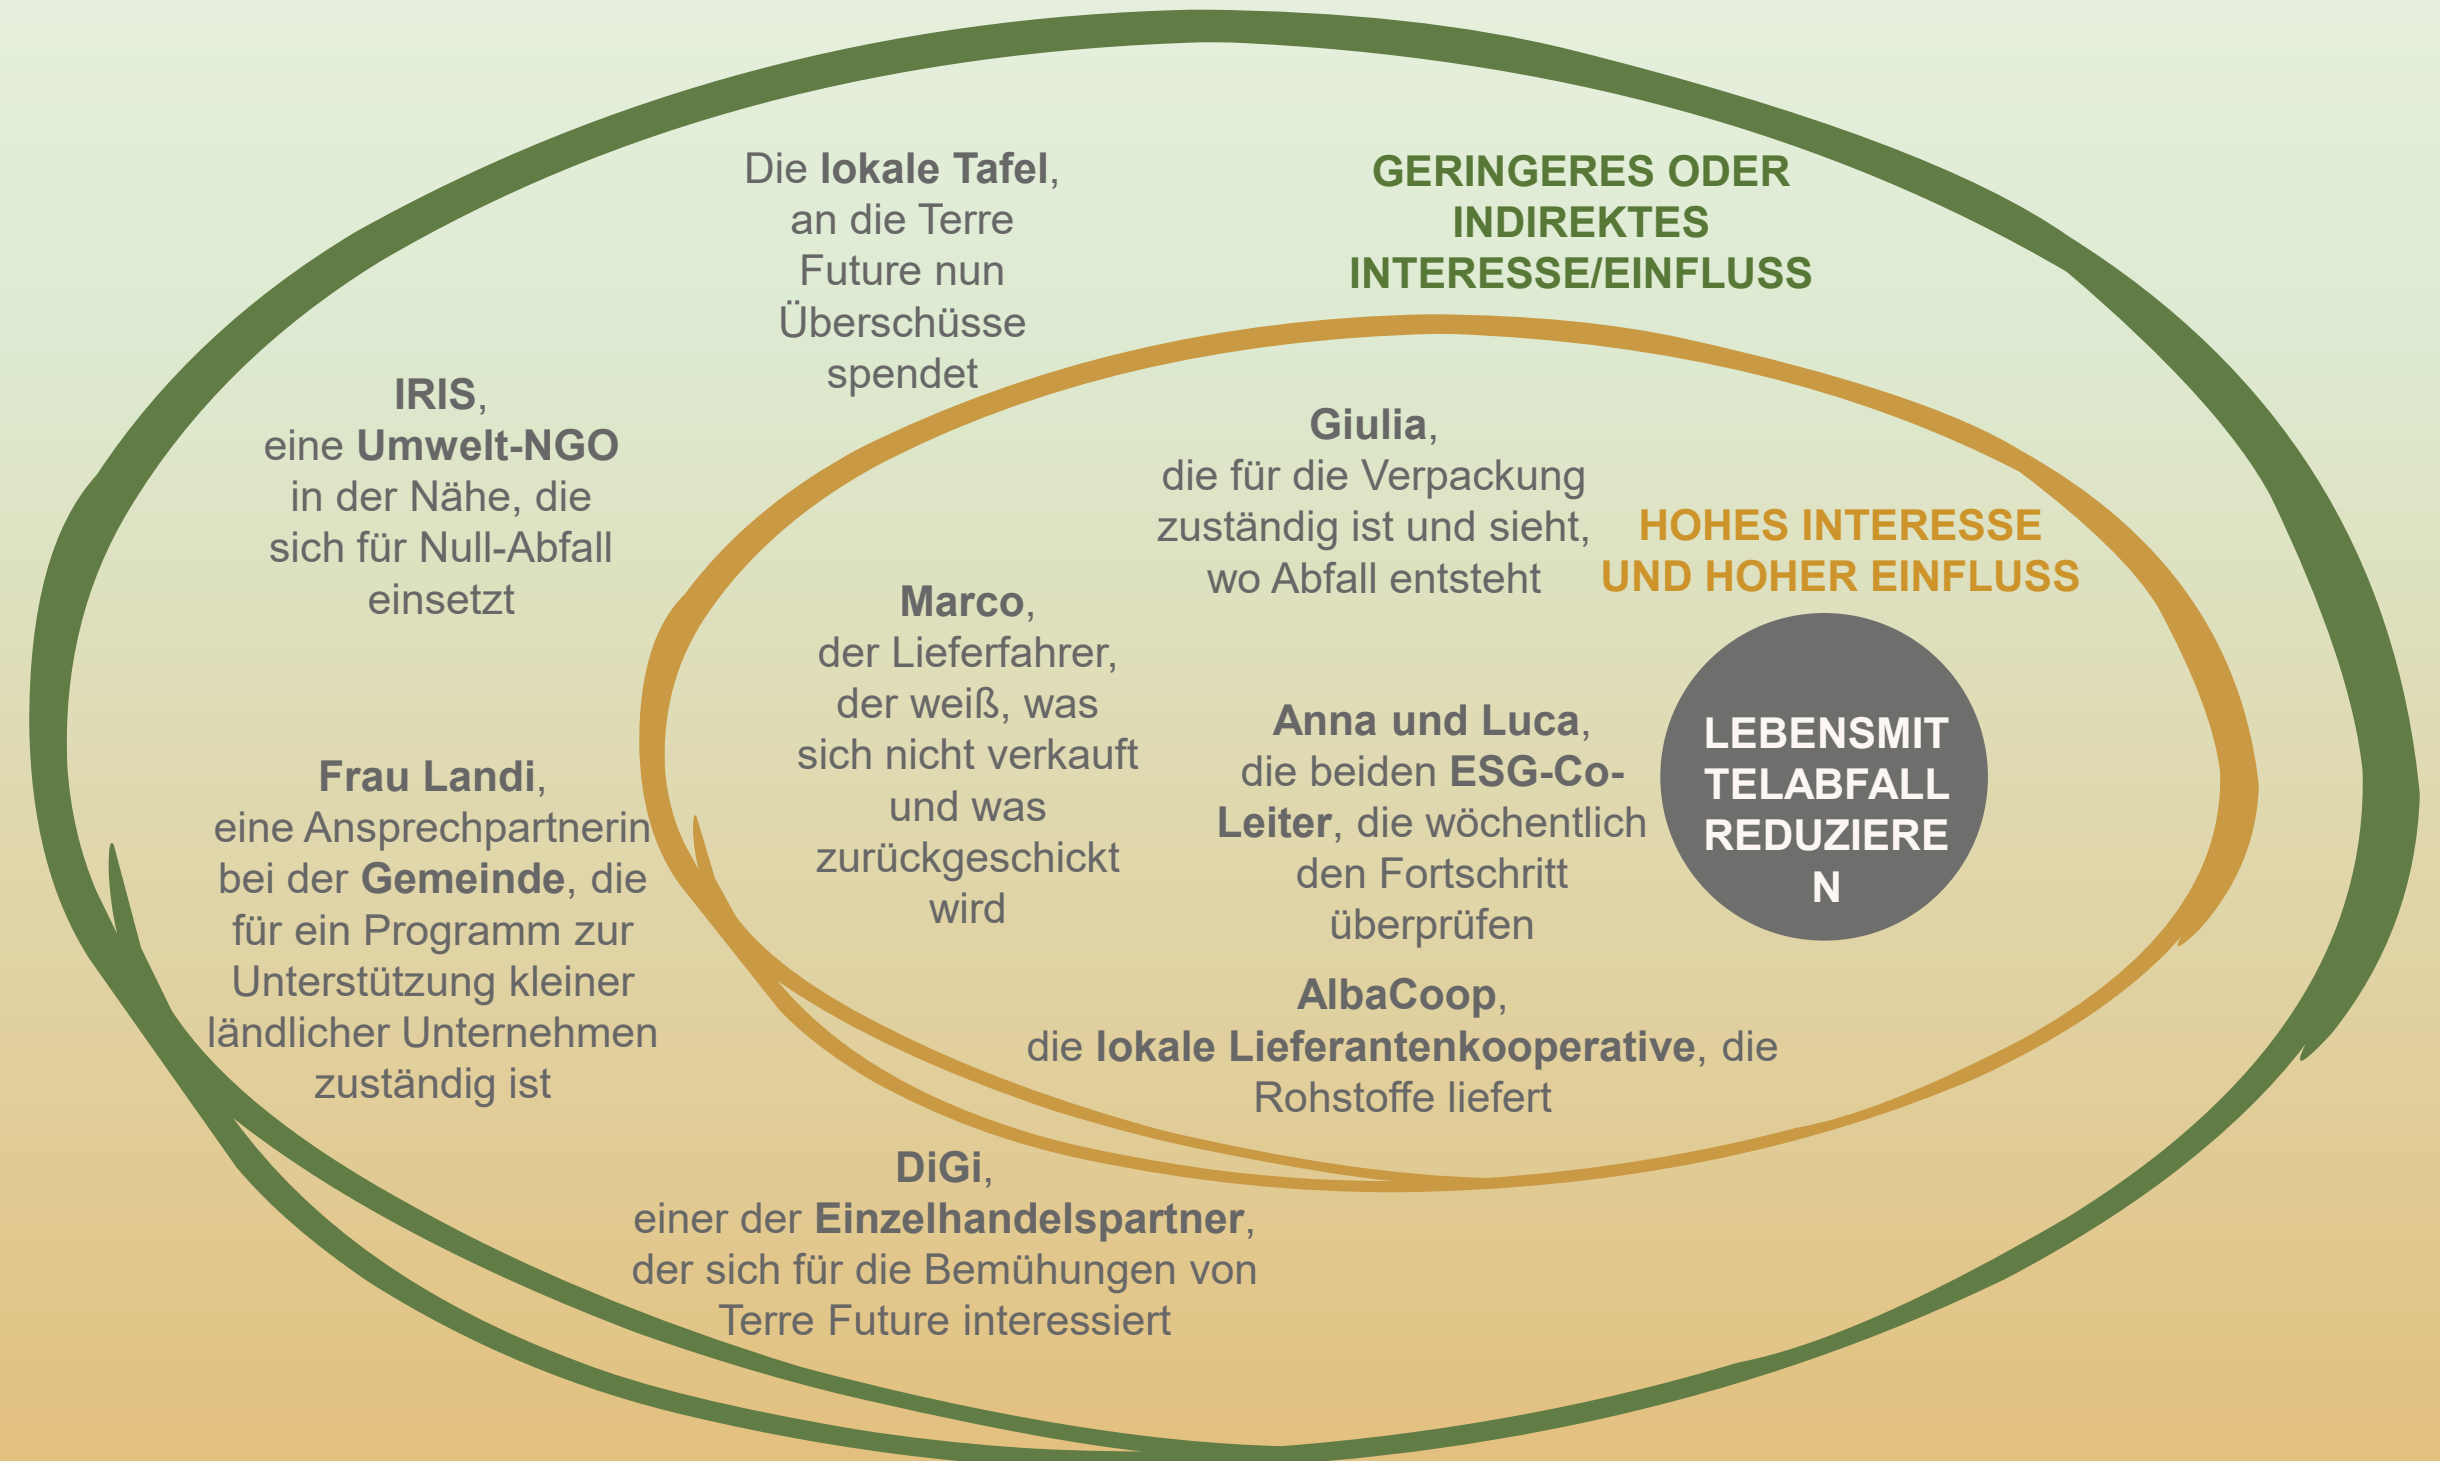 Die lokale Tafel,
an die Terre
Future nun
Überschüsse
spendet
GERINGERES ODER
INDIREKTES
INTERESSE/EINFLUSS
IRIS,
eine Umwelt-NGO
in der Nähe, die
sich für Null-Abfall
einsetzt
Giulia,
die für die Verpackung
zuständig ist und sieht,
wo Abfall entsteht
HOHES INTERESSE
UND HOHER EINFLUSS
Marco,
der Lieferfahrer,
der weiß, was
sich nicht verkauft
und was
zurückgeschickt
wird
Anna und Luca,
die beiden ESG-Co-
Leiter, die wöchentlich
den Fortschritt
überprüfen
LEBENSMIT
TELABFALL
REDUZIERE
N
Frau Landi,
eine Ansprechpartnerin
bei der Gemeinde, die
für ein Programm zur
Unterstützung kleiner
ländlicher Unternehmen
zuständig ist
AlbaCoop,
die lokale Lieferantenkooperative, die
Rohstoffe liefert
DiGi,
einer der Einzelhandelspartner,
der sich für die Bemühungen von
Terre Future interessiert